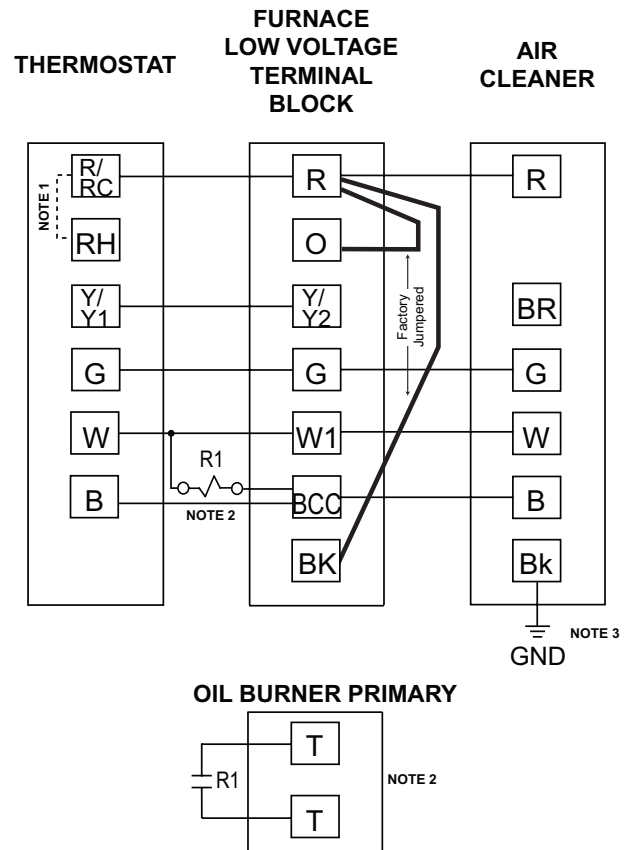 THERMOSTAT
FURNACE
LOW VOLTAGE
TERMINAL
BLOCK
AIR
CLEANER
R/
RC
NOTE 1
RH
Y/
Y1
G
W
R1
B
NOTE 2
R
O
Y/
Y2
Factory
Jumpered
G
W1
BCC
BK
R
BR
G
W
B
Bk
NOTE 3
GND
OIL BURNER PRIMARY
T
R1
NOTE 2
T